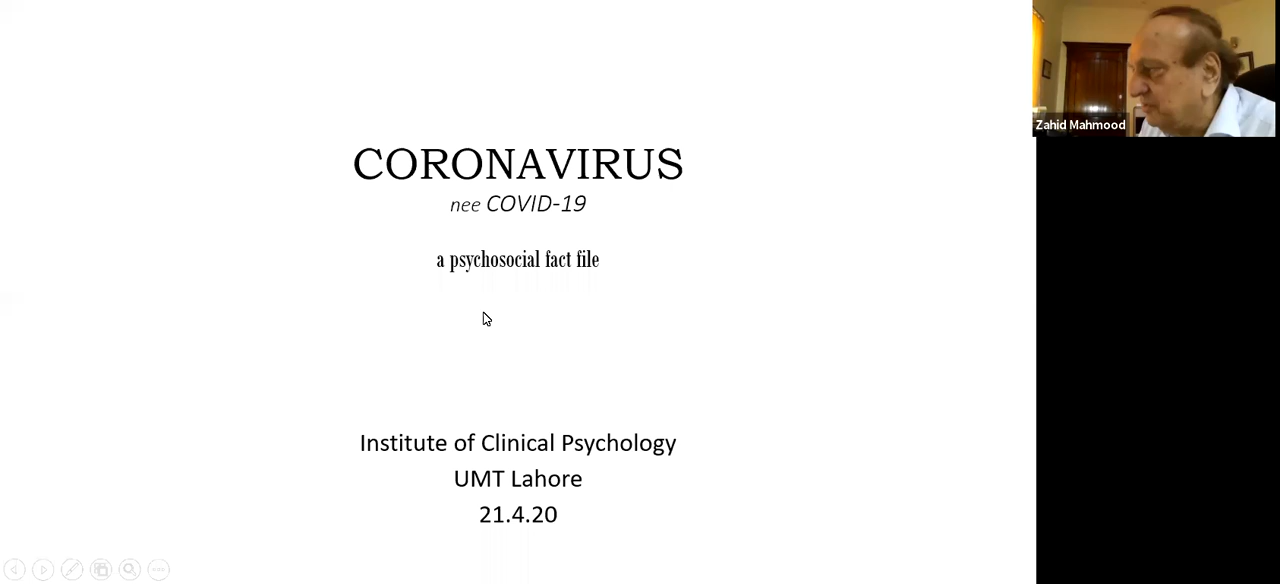 CORONAVIRUS
nee COVID-19
a psychosocial fact file
Institute of Clinical Psychology
UMT Lahore
21.4.20
Zahid Mahmood